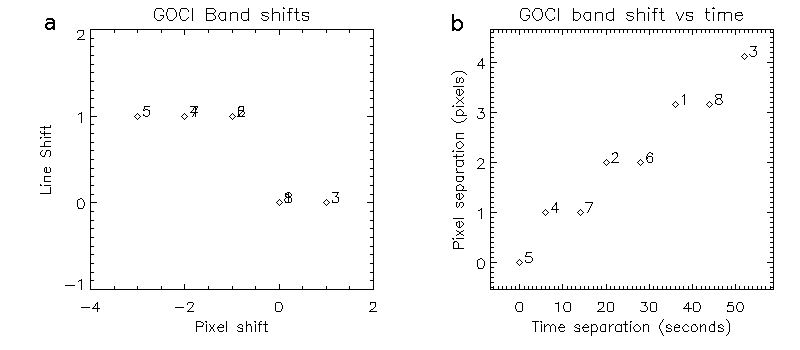 a
GOCI Band shifts
2
1
0
-1
5
4
7
6
2
8
1
3
-4 -2 0 2
Line Shift
Pixel shift
b
GOCI band shift vs time
4
3
2
1
0
3
1 8
2 6
4 7
5
0 10 20 30 40 50
Pixel separation (pixels)
Time separation (seconds)